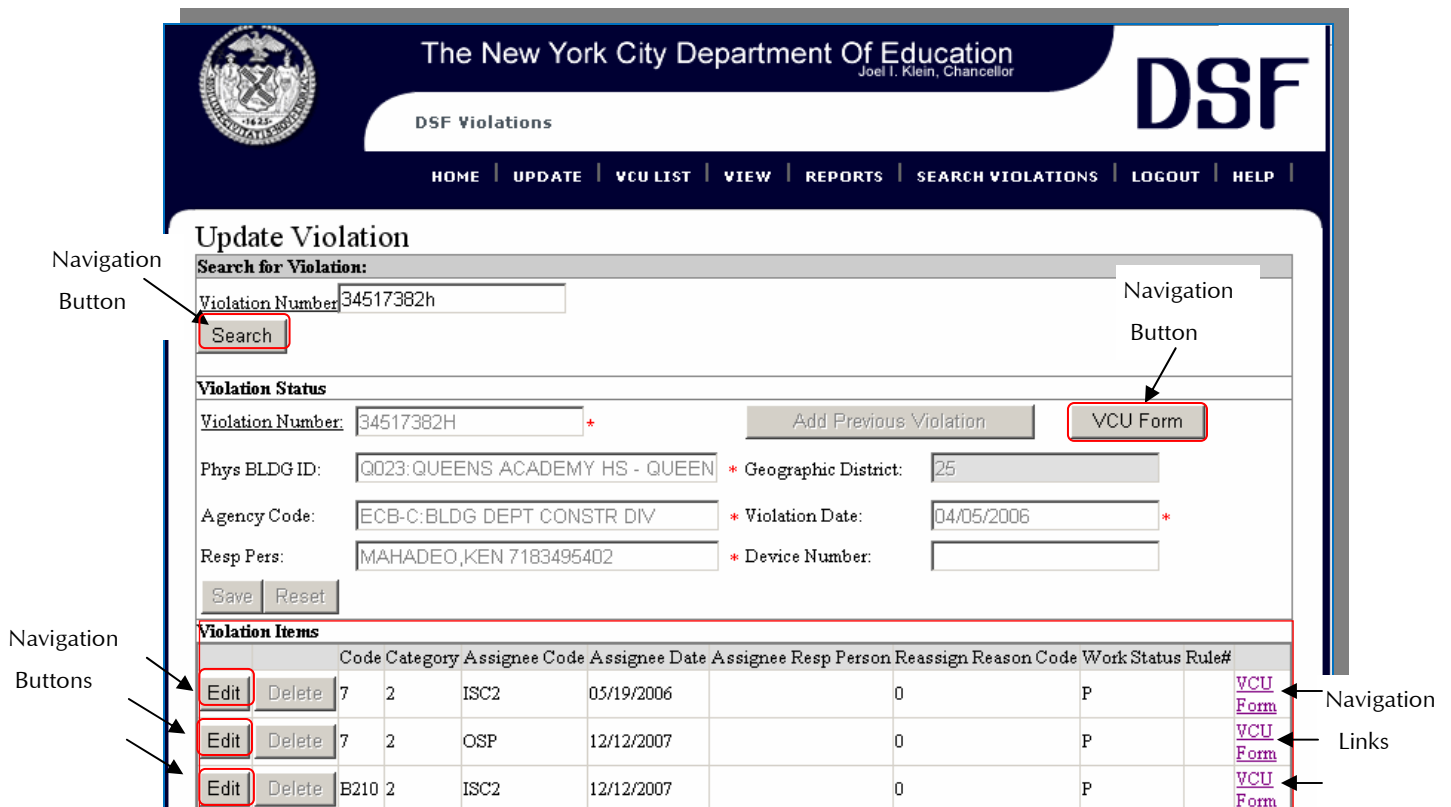 The New York City Department Of Education
Joel I. Klein, Chancellor
DSF
DSF Violations
HOME | UPDATE | VCU LIST | VIEW | REPORTS | SEARCH VIOLATIONS | LOGOUT | HELP |
Update Violation
Navigation
Button
Search for Violation:
Violation Number 34517382h
Search
Navigation
Button
Violation Status
Violation Number: 34517382H * Add Previous Violation VCU Form
Phys BLDG ID: Q023:QUEENS ACADEMY HS - QUEEN * Geographic District: 25
Agency Code: ECB-C:BLDG DEPT CONSTR DIV * Violation Date: 04/05/2006 *
Resp Pers: MAHADEO,KEN 7183495402 * Device Number:
Save Reset
Navigation
Buttons
Violation Items
Code Category Assignee Code Assignee Date Assignee Resp Person Reassign Reason Code Work Status Rule#
Edit Delete 7 2 ISC2 05/19/2006 0 P VCU Form
Edit Delete 7 2 OSP 12/12/2007 0 P VCU Form
Edit Delete B210 2 ISC2 12/12/2007 0 P VCU Form
Navigation
Links